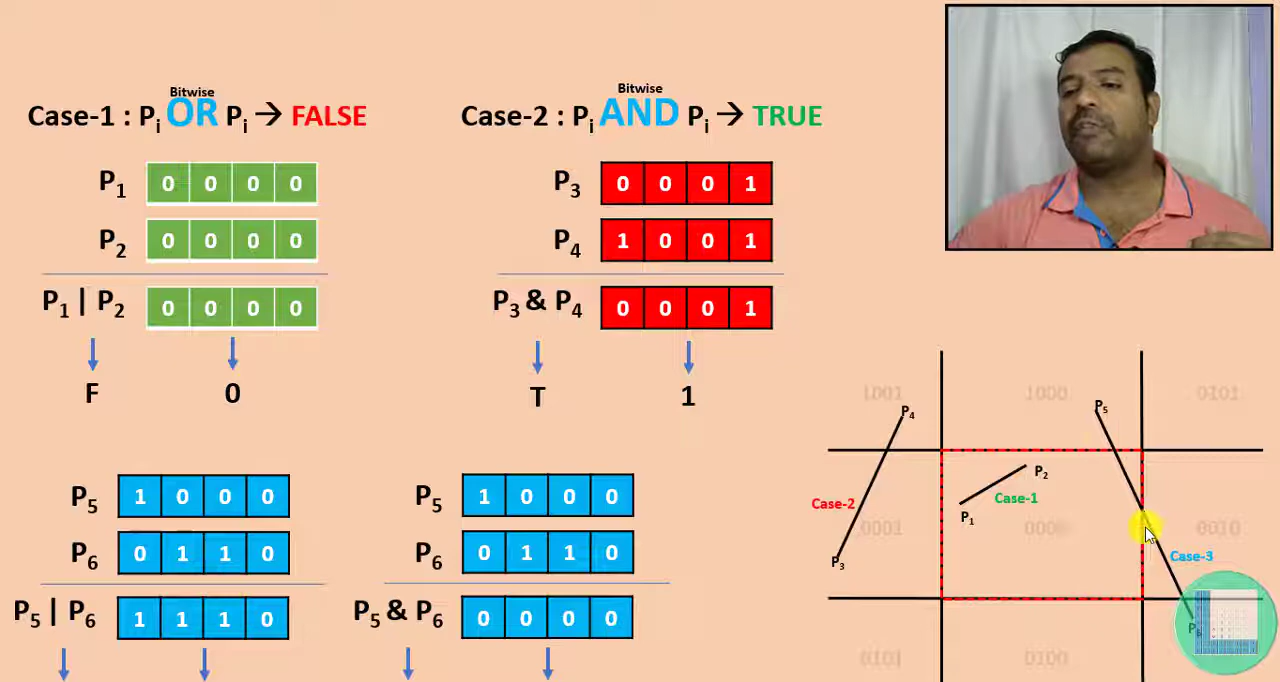 Case-1 : Pi Bitwise OR Pi → FALSE
P1 0 0 0 0
P2 0 0 0 0
P1 | P2 0 0 0 0
F 0
Case-2 : Pi Bitwise AND Pi → TRUE
P3 0 0 0 1
P4 1 0 0 1
P3 & P4 0 0 0 1
T 1
P5 1 0 0 0
P6 0 1 1 0
P5 | P6 1 1 1 0
P5 1 0 0 0
P6 0 1 1 0
P5 & P6 0 0 0 0
1001 1000 0101
P4 P5
P2
Case-2 Case-1
P1
0001 0000 0010
P3 Case-3
P6
0101 0100